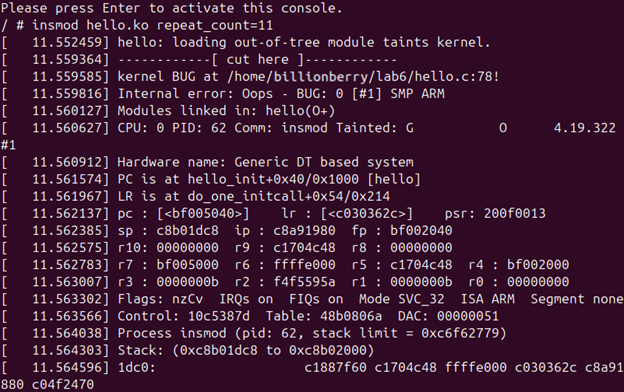 Please press Enter to activate this console.
/ # insmod hello.ko repeat_count=11
[   11.552459] hello: loading out-of-tree module taints kernel.
[   11.559364] ------------[ cut here ]------------
[   11.559585] kernel BUG at /home/billionberry/lab6/hello.c:78!
[   11.559816] Internal error: Oops - BUG: 0 [#1] SMP ARM
[   11.560127] Modules linked in: hello(O+)
[   11.560627] CPU: 0 PID: 62 Comm: insmod Tainted: G           O      4.19.322
#1
[   11.560912] Hardware name: Generic DT based system
[   11.561574] PC is at hello_init+0x40/0x1000 [hello]
[   11.561967] LR is at do_one_initcall+0x54/0x214
[   11.562137] pc : [<bf005040>]    lr : [<c030362c>]    psr: 200f0013
[   11.562385] sp : c8b01dc8  ip : c8a91980  fp : bf002040
[   11.562575] r10: 00000000  r9 : c1704c48  r8 : 00000000
[   11.562783] r7 : bf005000  r6 : ffffe000  r5 : c1704c48  r4 : bf002000
[   11.563007] r3 : 0000000b  r2 : f4f5595a  r1 : 0000000b  r0 : 00000000
[   11.563302] Flags: nzCv  IRQs on  FIQs on  Mode SVC_32  ISA ARM  Segment none
[   11.563566] Control: 10c5387d  Table: 48b0806a  DAC: 00000051
[   11.564038] Process insmod (pid: 62, stack limit = 0xc6f62779)
[   11.564303] Stack: (0xc8b01dc8 to 0xc8b02000)
[   11.564596] 1dc0:                   c1887f60 c1704c48 ffffe000 c030362c c8a91
880 c04f2470